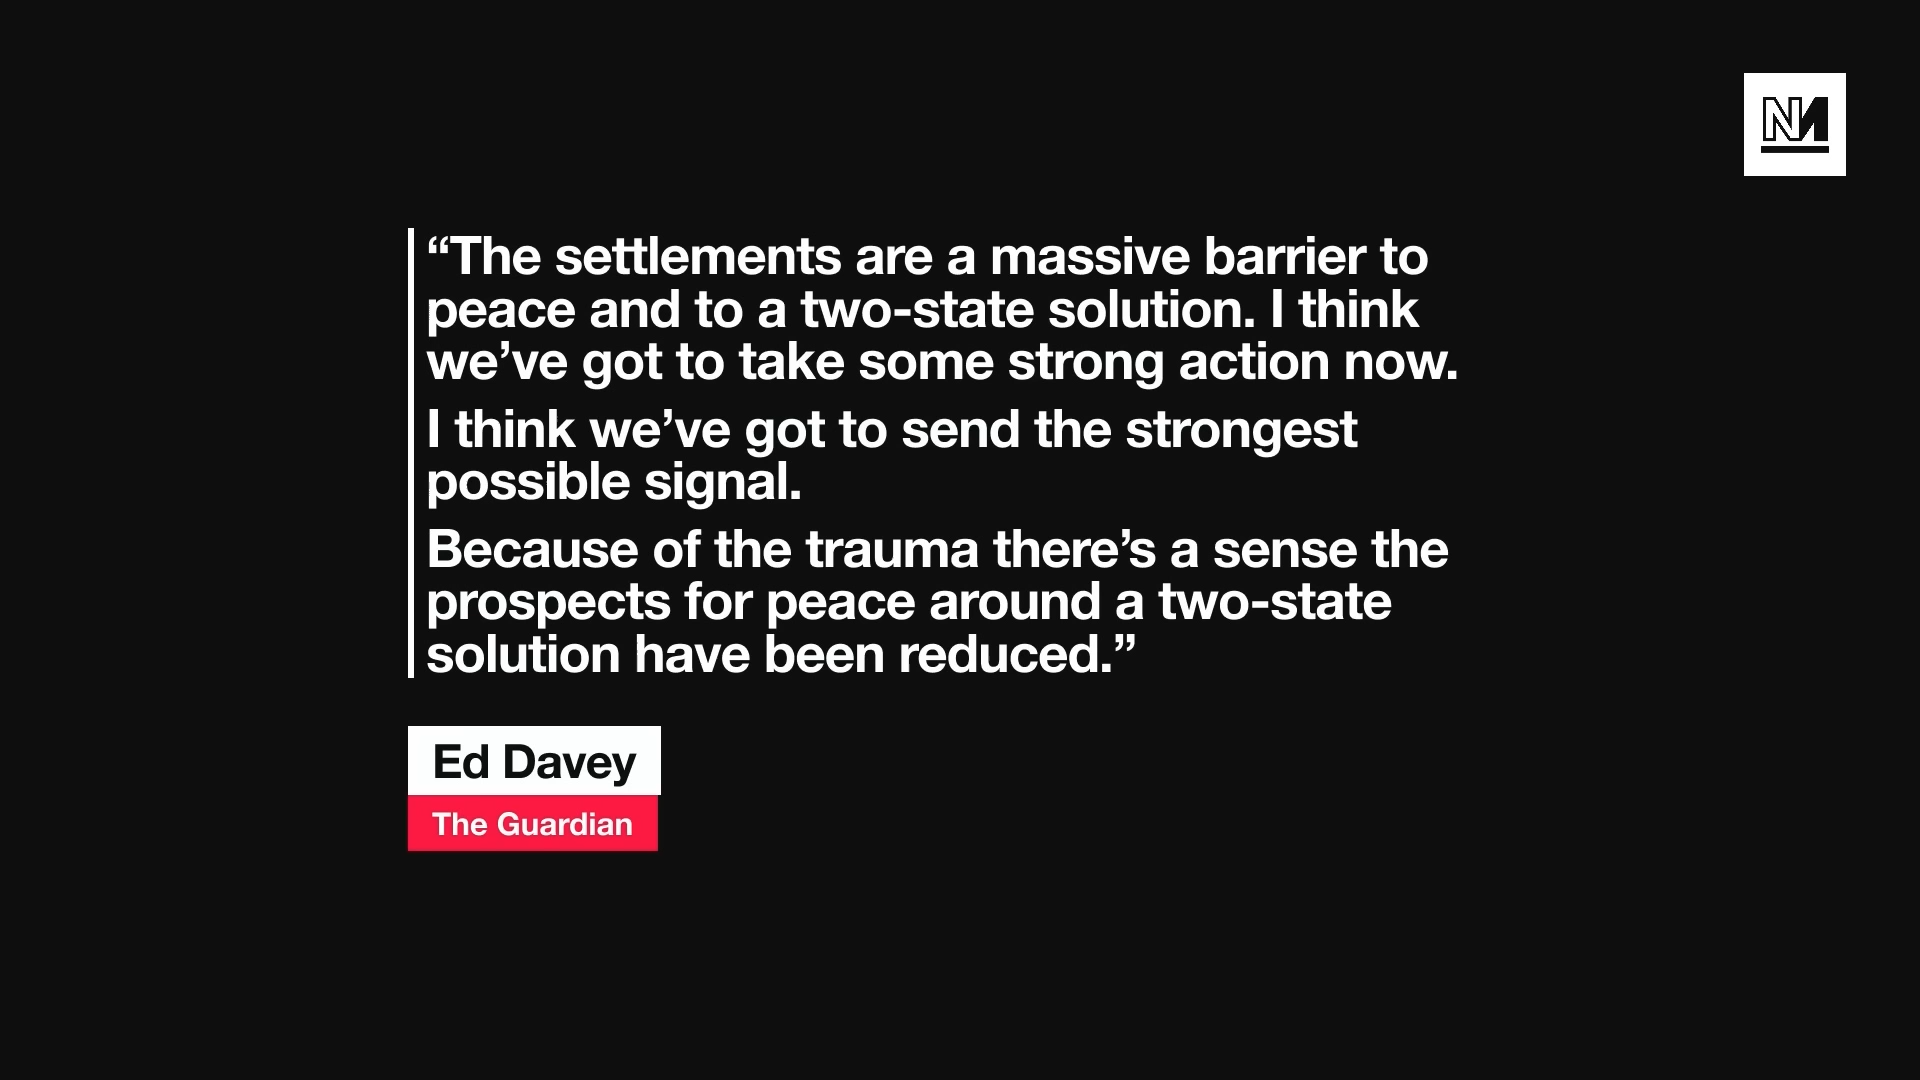 NM
“The settlements are a massive barrier to
peace and to a two-state solution. I think
we’ve got to take some strong action now.
I think we’ve got to send the strongest
possible signal.
Because of the trauma there’s a sense the
prospects for peace around a two-state
solution have been reduced.”
Ed Davey
The Guardian